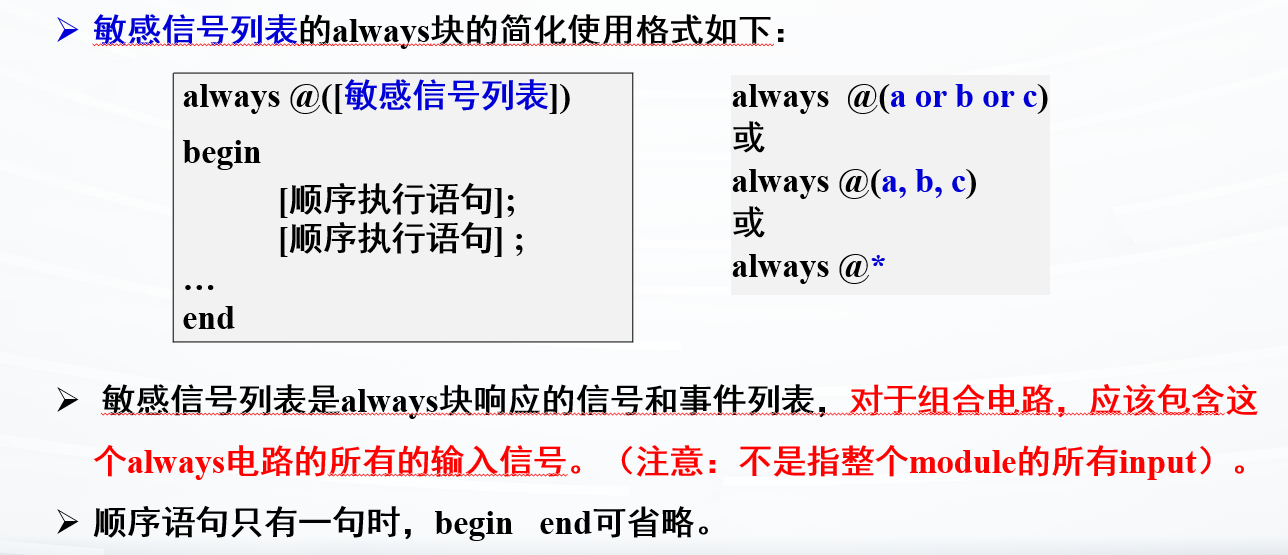 ➢ 敏感信号列表的always块的简化使用格式如下：
always @([敏感信号列表])
begin
[顺序执行语句];
[顺序执行语句] ;
…
end
always @(a or b or c)
或
always @(a, b, c)
或
always @*
➢ 敏感信号列表是always块响应的信号和事件列表，对于组合电路，应该包含这
个always电路的所有的输入信号。（注意：不是指整个module的所有input）。
➢ 顺序语句只有一句时，begin end可省略。